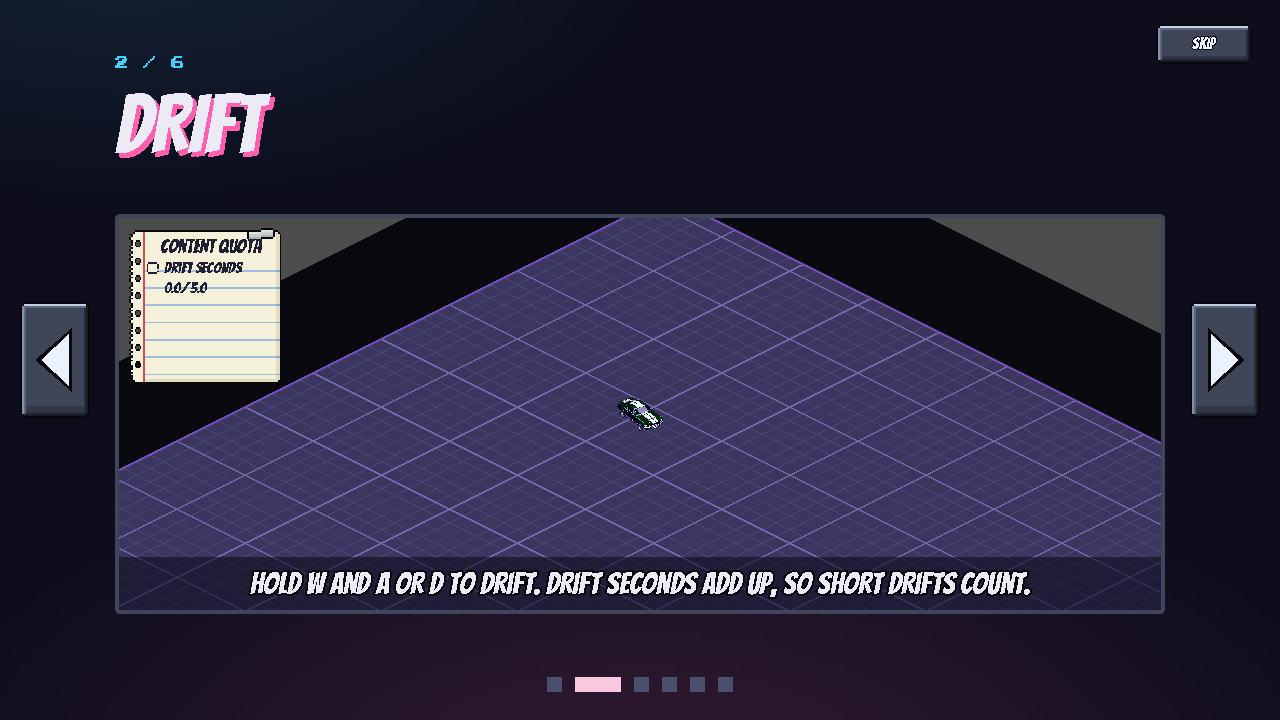 SKIP
2 / 6
DRIFT
CONTENT QUOTA
DRIFT SECONDS
0.0/5.0
HOLD W AND A OR D TO DRIFT. DRIFT SECONDS ADD UP, SO SHORT DRIFTS COUNT.